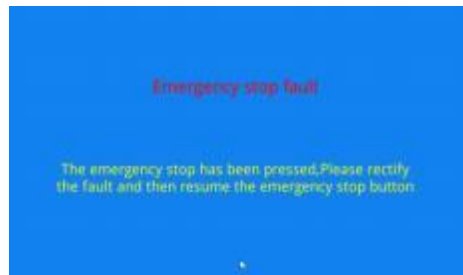 Emergency stop fault
The emergency stop has been pressed,Please rectify
the fault and then resume the emergency stop button